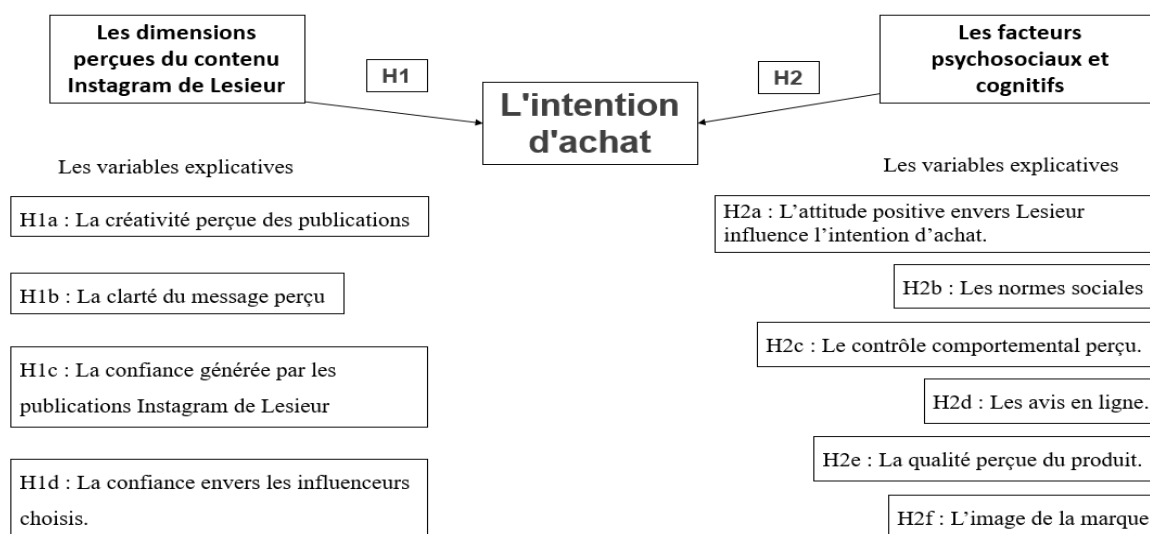 Les dimensions
perçues du contenu
Instagram de Lesieur
H1
L'intention
d'achat
H2
Les facteurs
psychosociaux et
cognitifs
Les variables explicatives
H1a : La créativité perçue des publications
H1b : La clarté du message perçu
H1c : La confiance générée par les
publications Instagram de Lesieur
H1d : La confiance envers les influenceurs
choisis.
Les variables explicatives
H2a : L’attitude positive envers Lesieur
influence l’intention d’achat.
H2b : Les normes sociales
H2c : Le contrôle comportemental perçu.
H2d : Les avis en ligne.
H2e : La qualité perçue du produit.
H2f : L’image de la marque